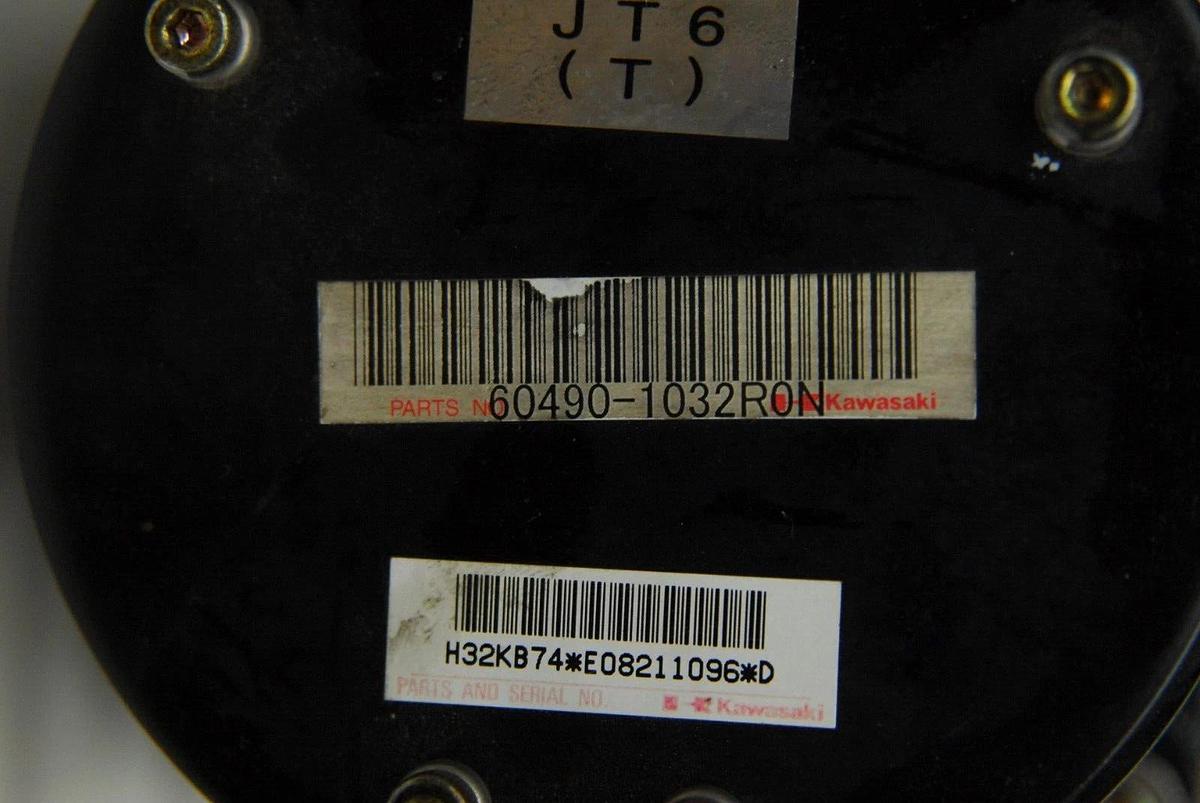 JT6
(T)
PARTS NO 60490-1032R0N Kawasaki
H32KB74*E08211096*D
PARTS AND SERIAL NO. Kawasaki